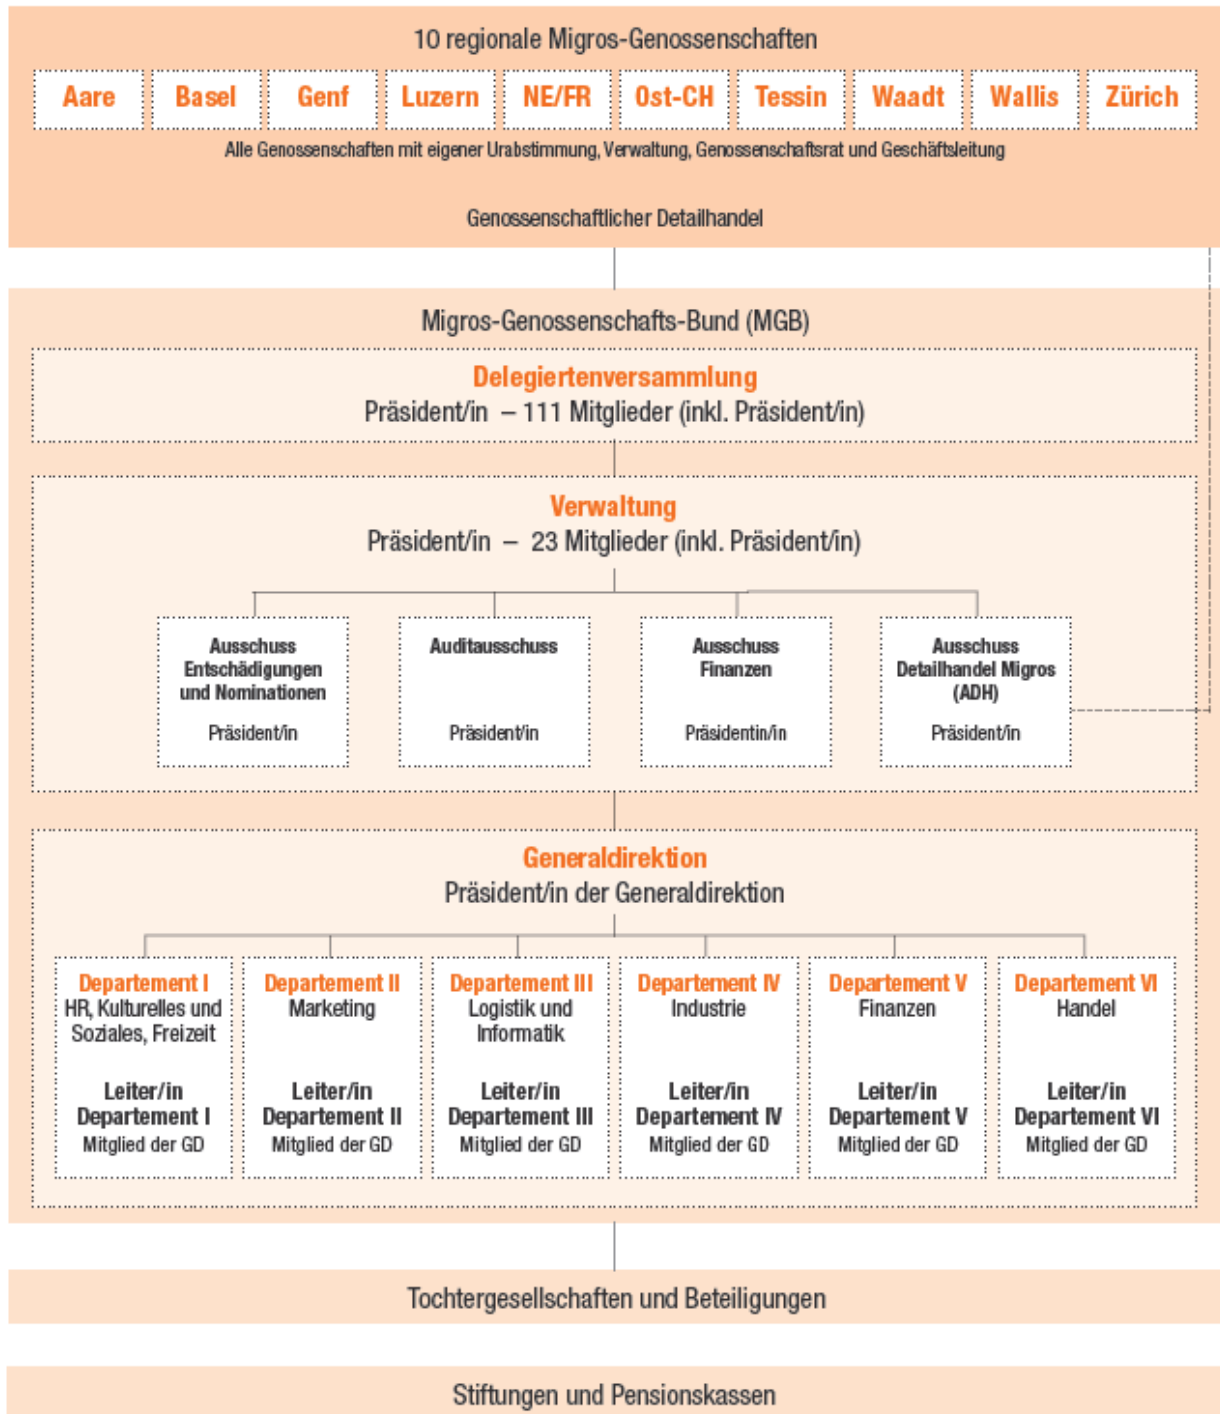 10 regionale Migros-Genossenschaften
Aare Basel Genf Luzern NE/FR Ost-CH Tessin Waadt Wallis Zürich
Alle Genossenschaften mit eigener Urabstimmung, Verwaltung, Genossenschaftsrat und Geschäftsleitung
Genossenschaftlicher Detailhandel
Migros-Genossenschafts-Bund (MGB)
Delegiertenversammlung
Präsident/in – 111 Mitglieder (inkl. Präsident/in)
Verwaltung
Präsident/in – 23 Mitglieder (inkl. Präsident/in)
Ausschuss
Entschädigungen
und Nominationen
Präsident/in
Auditausschuss
Präsident/in
Ausschuss
Finanzen
Präsidentin/in
Ausschuss
Detailhandel Migros
(ADH)
Präsident/in
Generaldirektion
Präsident/in der Generaldirektion
Departement I
HR, Kulturelles und
Soziales, Freizeit
Leiter/in
Departement I
Mitglied der GD
Departement II
Marketing
Leiter/in
Departement II
Mitglied der GD
Departement III
Logistik und
Informatik
Leiter/in
Departement III
Mitglied der GD
Departement IV
Industrie
Leiter/in
Departement IV
Mitglied der GD
Departement V
Finanzen
Leiter/in
Departement V
Mitglied der GD
Departement VI
Handel
Leiter/in
Departement VI
Mitglied der GD
Tochtergesellschaften und Beteiligungen
Stiftungen und Pensionskassen